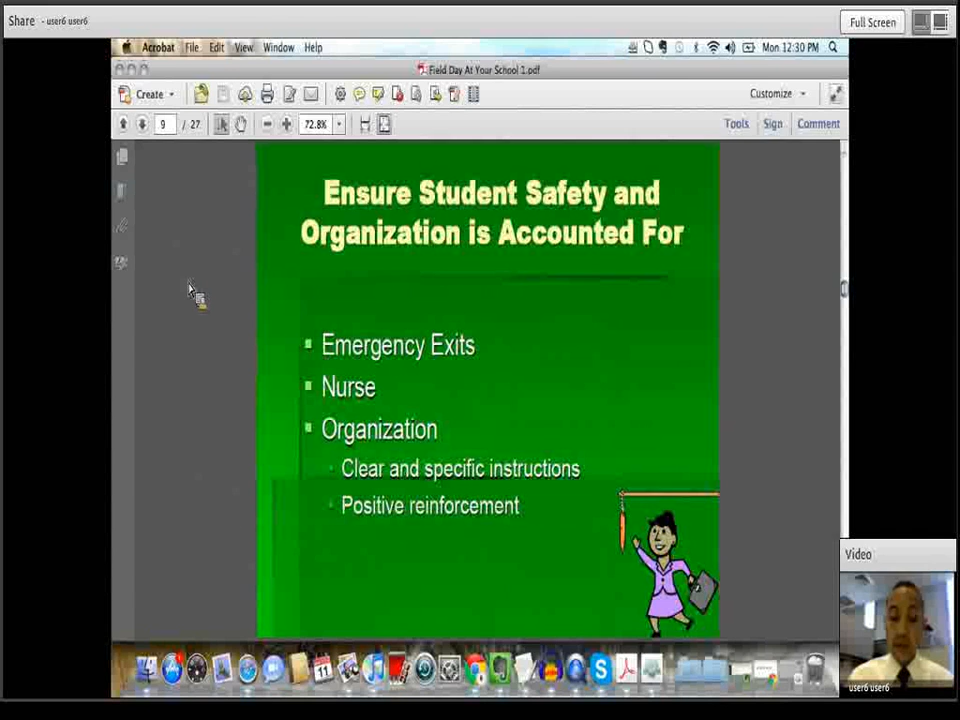 Share - user6 user6
Full Screen
Acrobat File Edit View Window Help
Mon 12:30 PM
Field Day At Your School 1.pdf
Create
Customize
9 / 27
72.8%
Tools Sign Comment
Ensure Student Safety and
Organization is Accounted For
Emergency Exits
Nurse
Organization
Clear and specific instructions
Positive reinforcement
Video
11
user6 user6